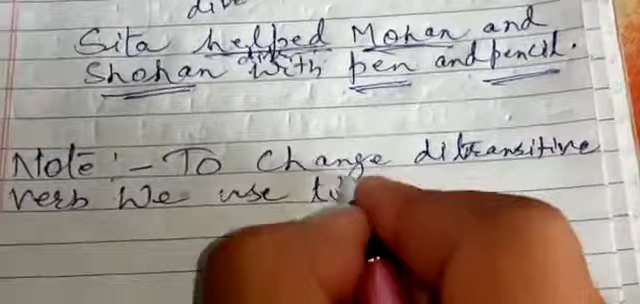 Sita helped Mohan and
Shohan with pen and pencil.
Note:- To Change ditransitive
verb we use